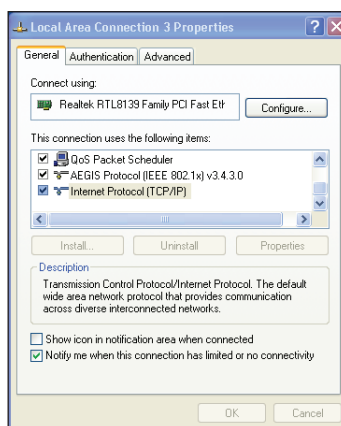 Local Area Connection 3 Properties
General Authentication Advanced
Connect using:
Realtek RTL8139 Family PCI Fast Eth
Configure...
This connection uses the following items:
QoS Packet Scheduler
AEGIS Protocol (IEEE 802.1x) v3.4.3.0
Internet Protocol (TCP/IP)
Install... Uninstall Properties
Description
Transmission Control Protocol/Internet Protocol. The default
wide area network protocol that provides communication
across diverse interconnected networks.
Show icon in notification area when connected
Notify me when this connection has limited or no connectivity
OK Cancel